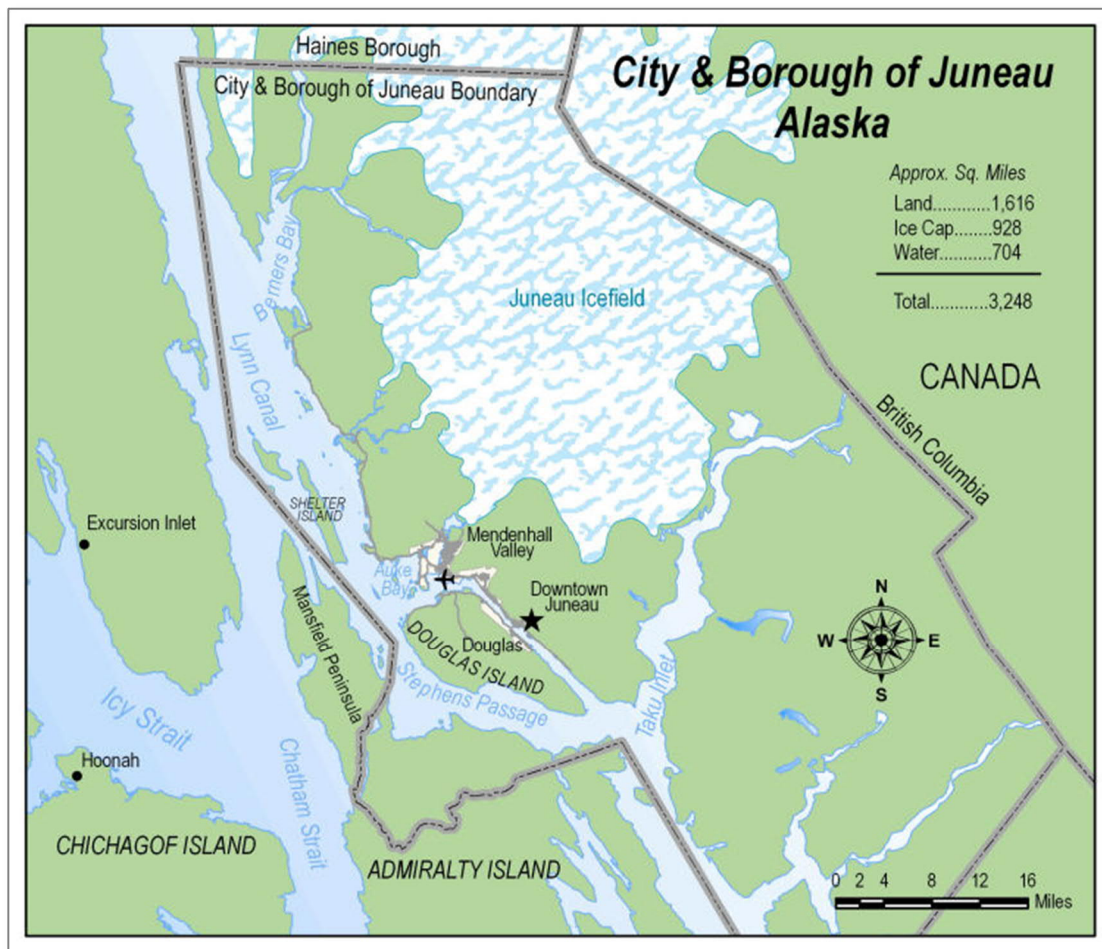 Haines Borough
City & Borough of Juneau Boundary
City & Borough of Juneau
Alaska
Approx. Sq. Miles
Land............1,616
Ice Cap........928
Water...........704
Total............3,248
Berners Bay
Juneau Icefield
Lynn Canal
CANADA
British Columbia
SHELTER
ISLAND
Excursion Inlet
Mendenhall
Valley
Auke
Bay
Downtown
Juneau
Mansfield Peninsula
DOUGLAS ISLAND
Douglas
Stephens Passage
Taku Inlet
N
W
E
S
Icy Strait
Hoonah
Chatham Strait
CHICHAGOF ISLAND
ADMIRALTY ISLAND
0 2 4 8 12 16
Miles